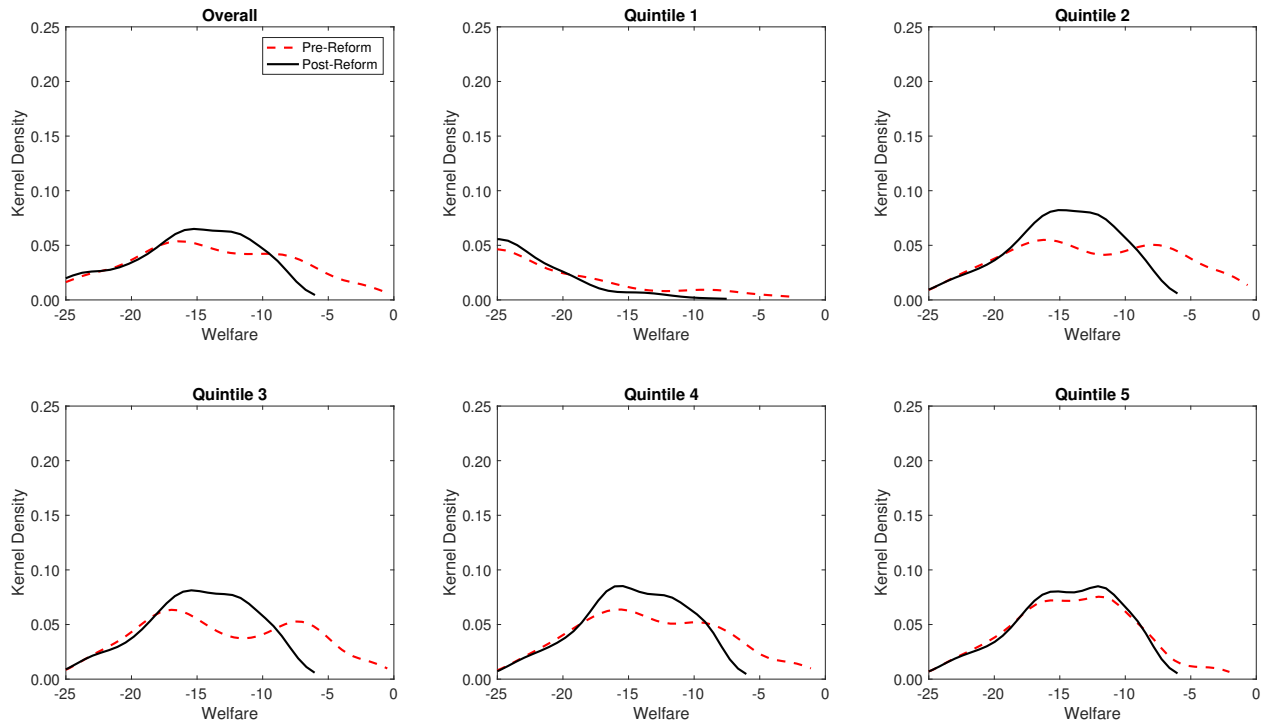 Overall
0.25
0.20
0.15
0.10
0.05
0.00
Kernel Density
-25 -20 -15 -10 -5 0
Welfare
Pre-Reform
Post-Reform
Quintile 1
0.25
0.20
0.15
0.10
0.05
0.00
Kernel Density
-25 -20 -15 -10 -5 0
Welfare
Quintile 2
0.25
0.20
0.15
0.10
0.05
0.00
Kernel Density
-25 -20 -15 -10 -5 0
Welfare
Quintile 3
0.25
0.20
0.15
0.10
0.05
0.00
Kernel Density
-25 -20 -15 -10 -5 0
Welfare
Quintile 4
0.25
0.20
0.15
0.10
0.05
0.00
Kernel Density
-25 -20 -15 -10 -5 0
Welfare
Quintile 5
0.25
0.20
0.15
0.10
0.05
0.00
Kernel Density
-25 -20 -15 -10 -5 0
Welfare